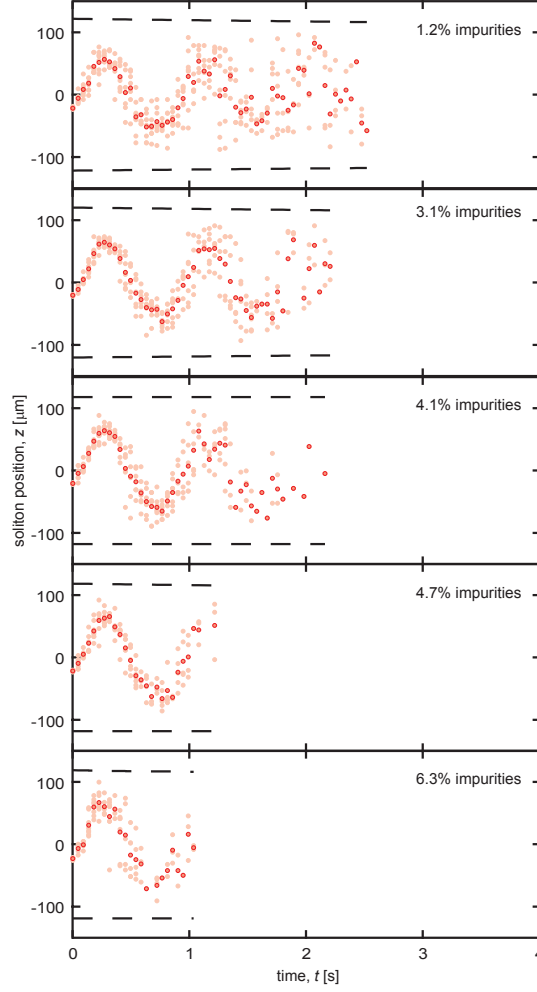 100
0
-100
1.2% impurities
100
0
-100
3.1% impurities
soliton position, z [μm]
100
0
-100
4.1% impurities
100
0
-100
4.7% impurities
100
0
-100
6.3% impurities
0 1 2 3 4
time, t [s]